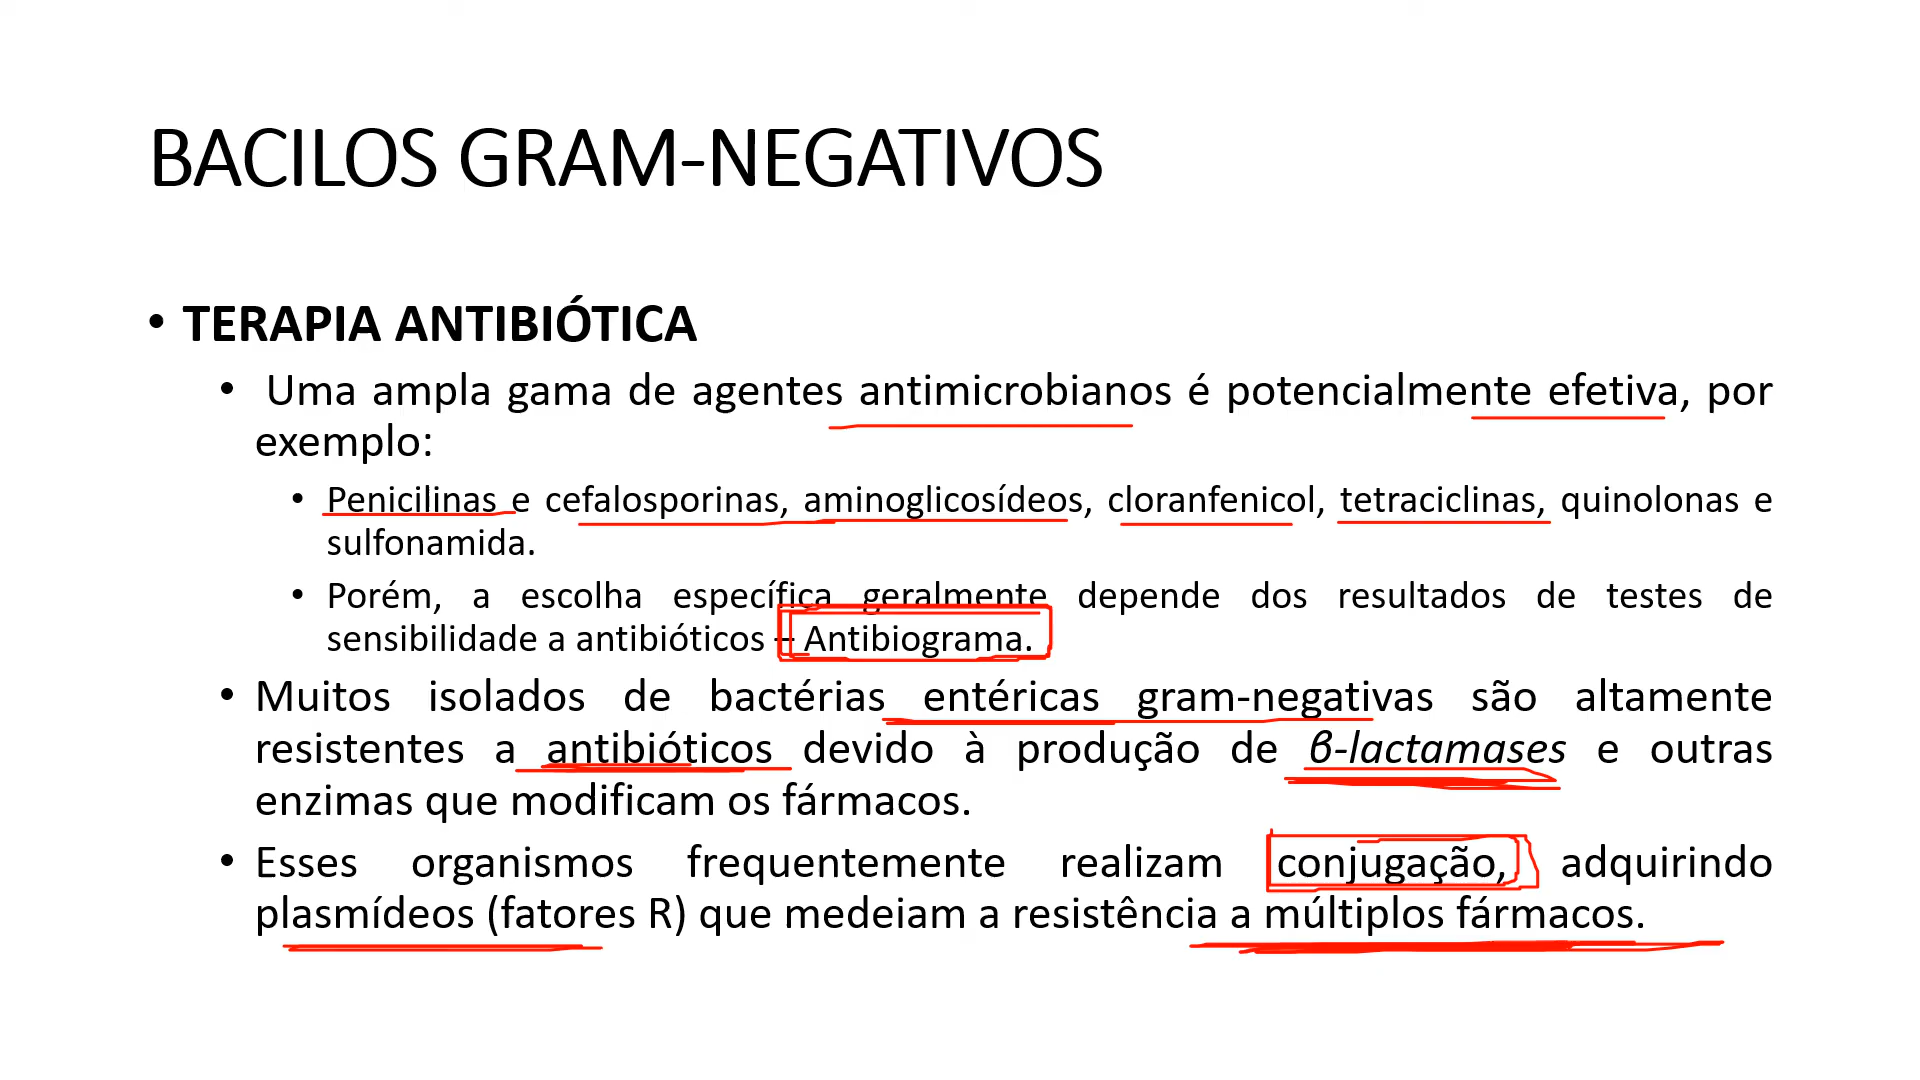 BACILOS GRAM-NEGATIVOS
• TERAPIA ANTIBIÓTICA
• Uma ampla gama de agentes antimicrobianos é potencialmente efetiva, por
exemplo:
• Penicilinas e cefalosporinas, aminoglicosídeos, cloranfenicol, tetraciclinas, quinolonas e
sulfonamida.
• Porém, a escolha específica geralmente depende dos resultados de testes de
sensibilidade a antibióticos – Antibiograma.
• Muitos isolados de bactérias entéricas gram-negativas são altamente
resistentes a antibióticos devido à produção de β-lactamases e outras
enzimas que modificam os fármacos.
• Esses organismos frequentemente realizam conjugação, adquirindo
plasmídeos (fatores R) que medeiam a resistência a múltiplos fármacos.